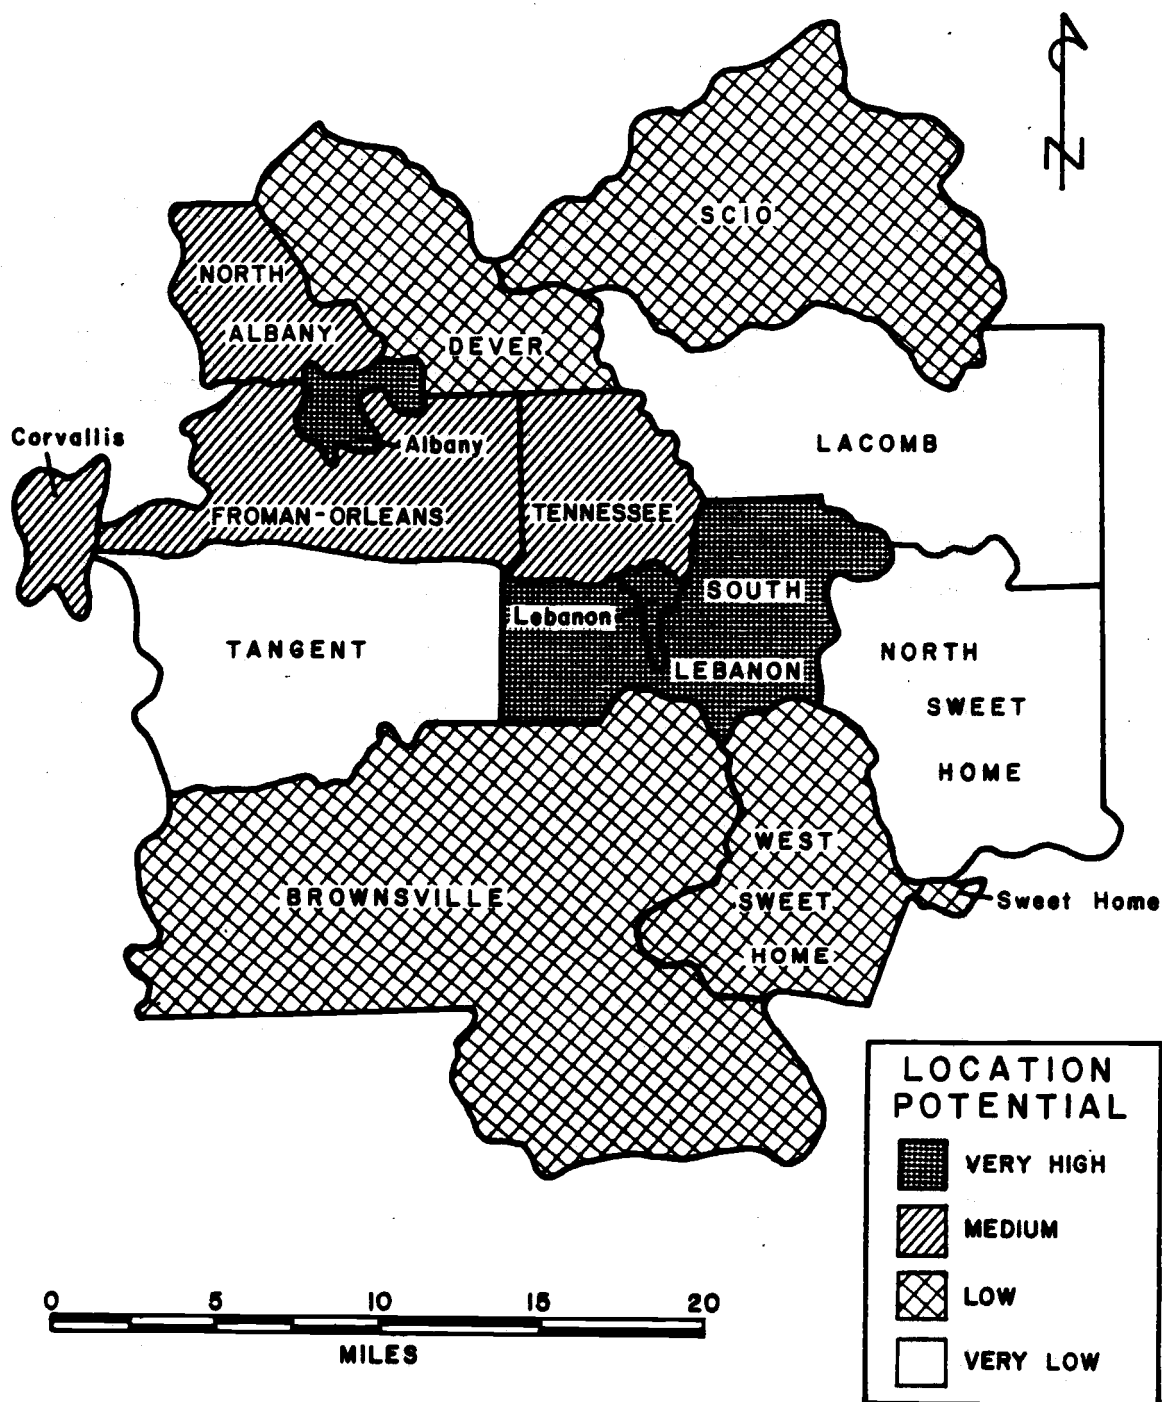 N
SCIO
NORTH
ALBANY
DEVER
Corvallis
Albany
LACOMB
FROMAN-ORLEANS
TENNESSEE
Lebanon
SOUTH
LEBANON
TANGENT
NORTH
SWEET
HOME
WEST
SWEET
HOME
BROWNSVILLE
Sweet Home
LOCATION
POTENTIAL
VERY HIGH
MEDIUM
LOW
VERY LOW
0 5 10 15 20
MILES